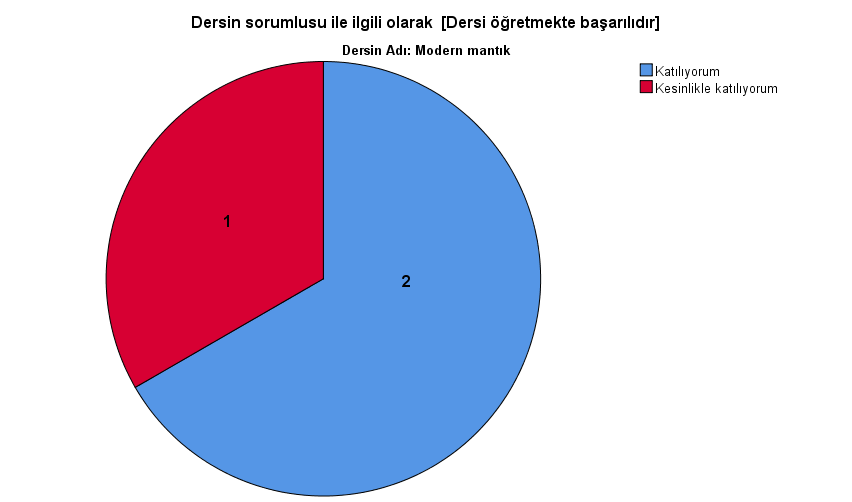 Dersin sorumlusu ile ilgili olarak [Dersi öğretmekte başarılıdır]
Dersin Adı: Modern mantık
Katılıyorum
Kesinlikle katılıyorum
1
2